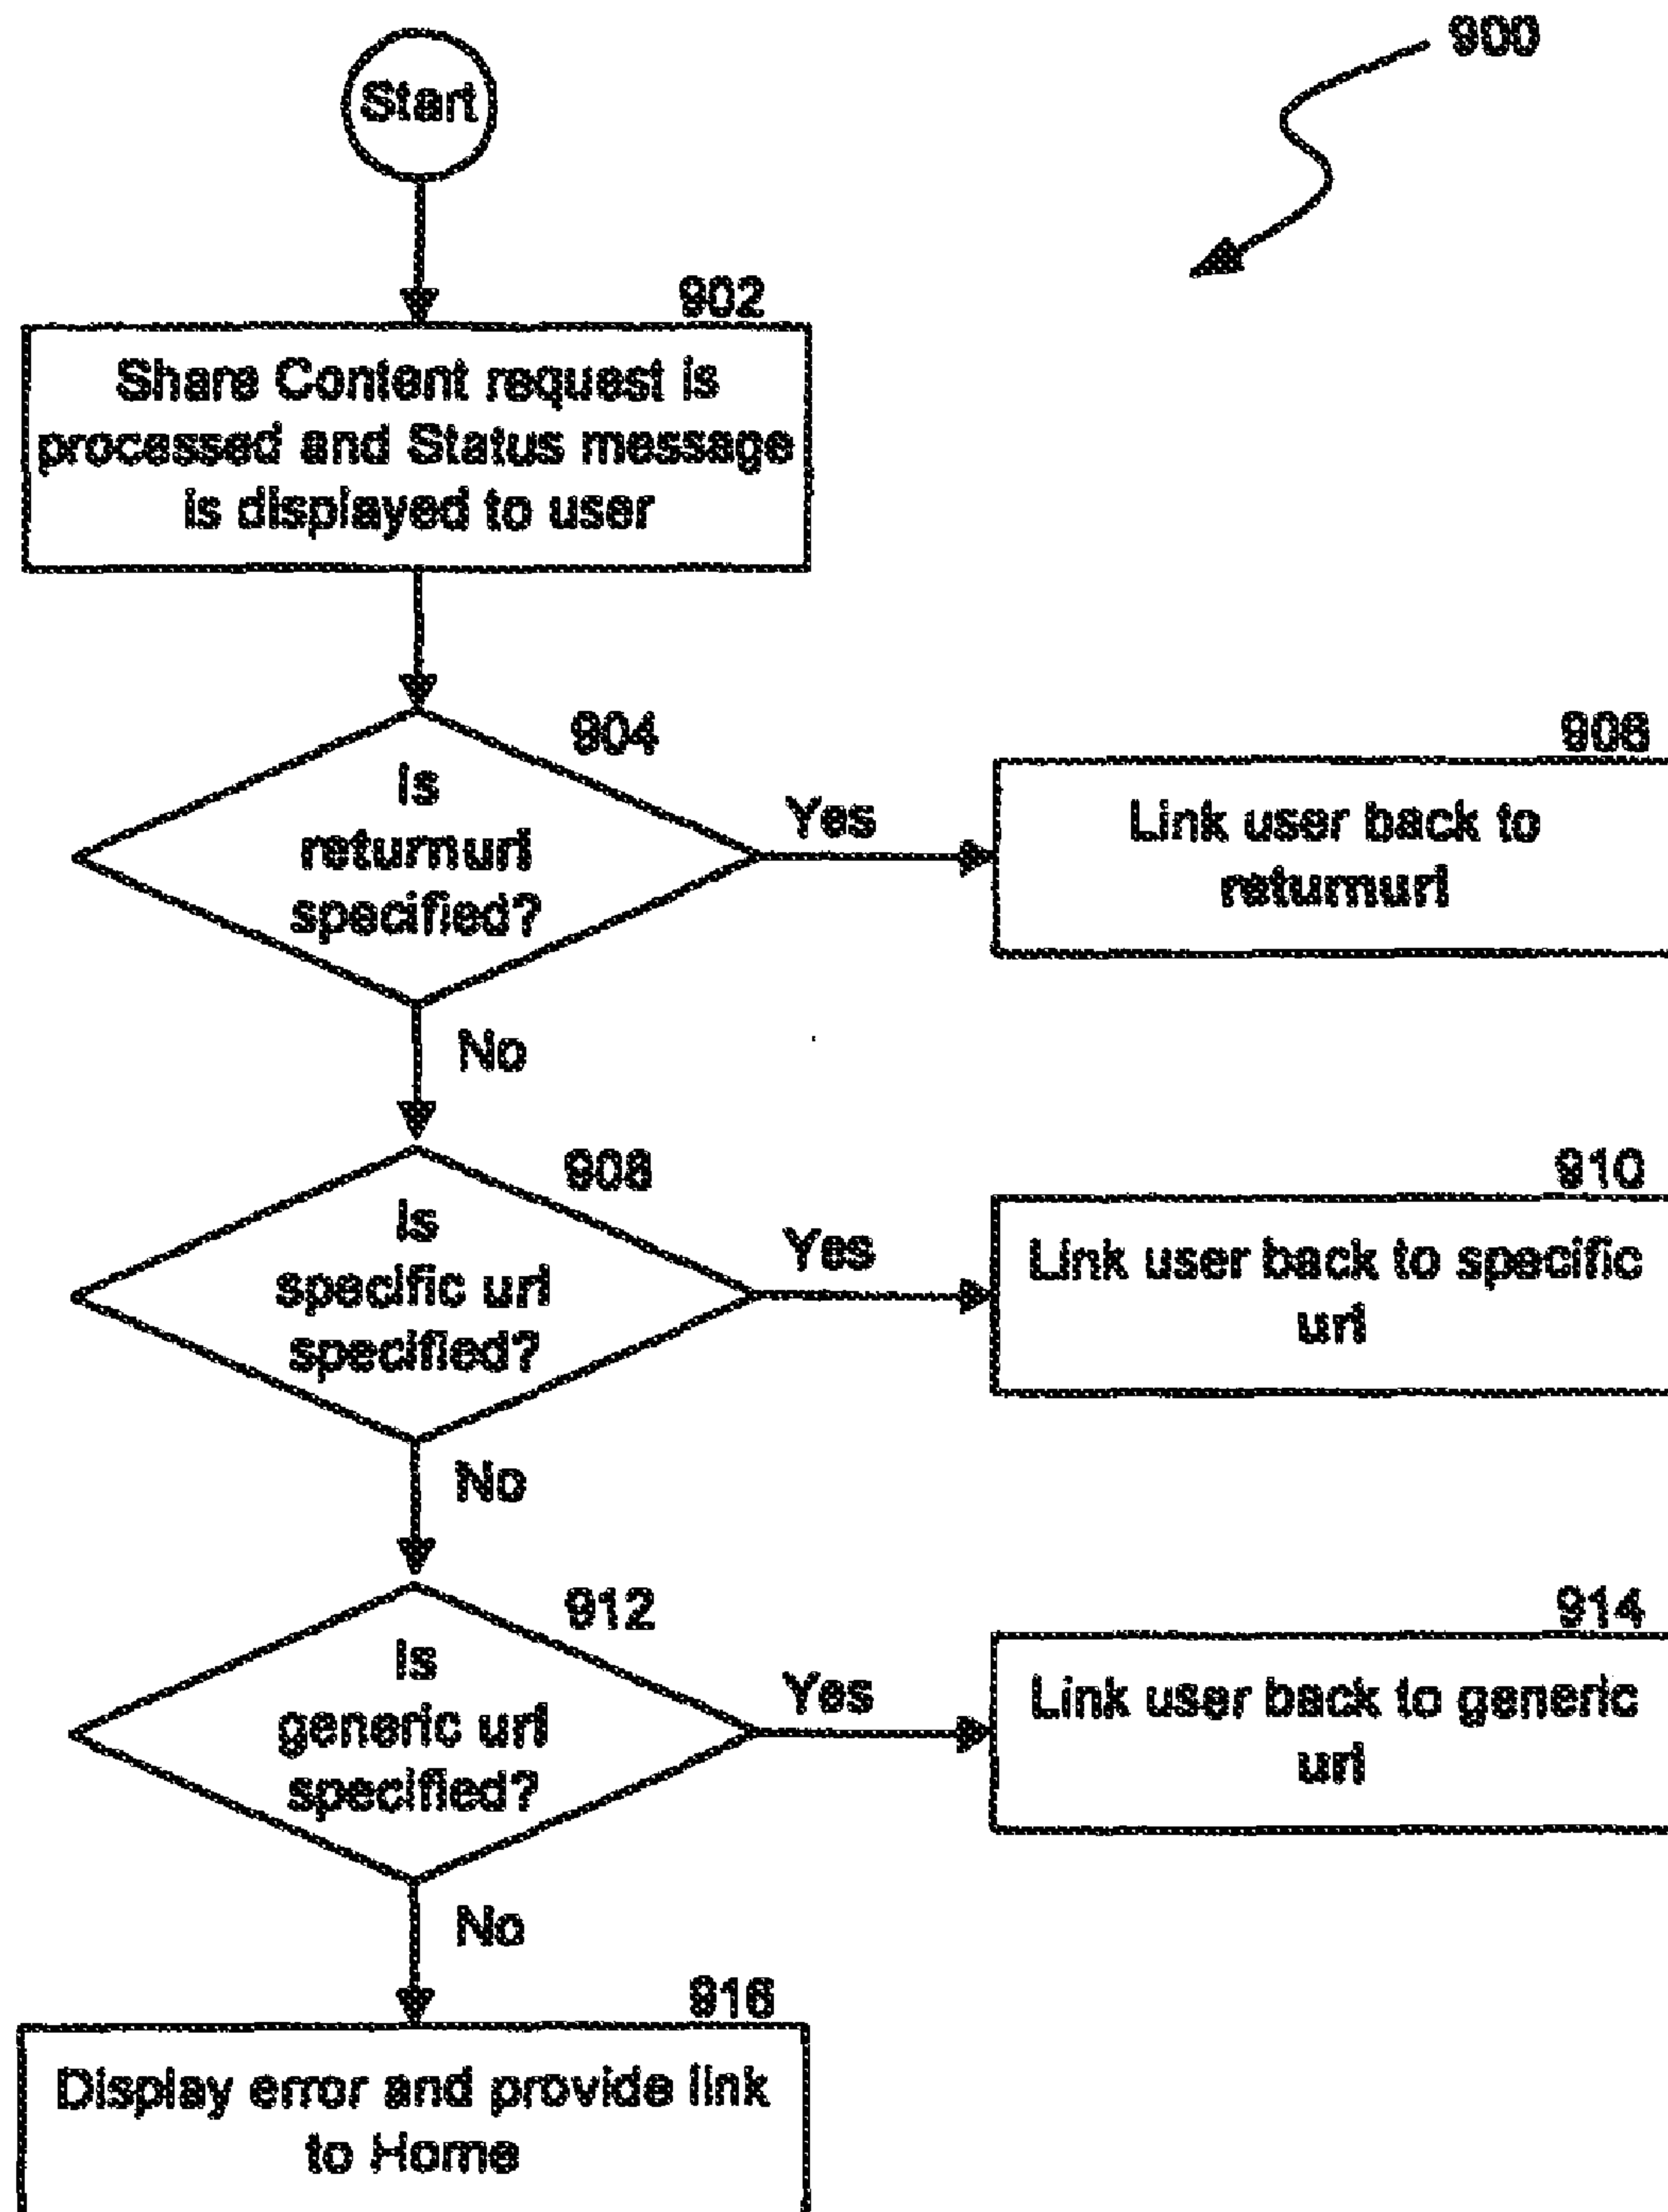 900
Start
902
Share Content request is
processed and Status message
is displayed to user
904
Is
returnurl
specified?
Yes
906
Link user back to
returnurl
No
908
Is
specific url
specified?
Yes
910
Link user back to specific
url
No
912
Is
generic url
specified?
Yes
914
Link user back to generic
url
No
916
Display error and provide link
to Home